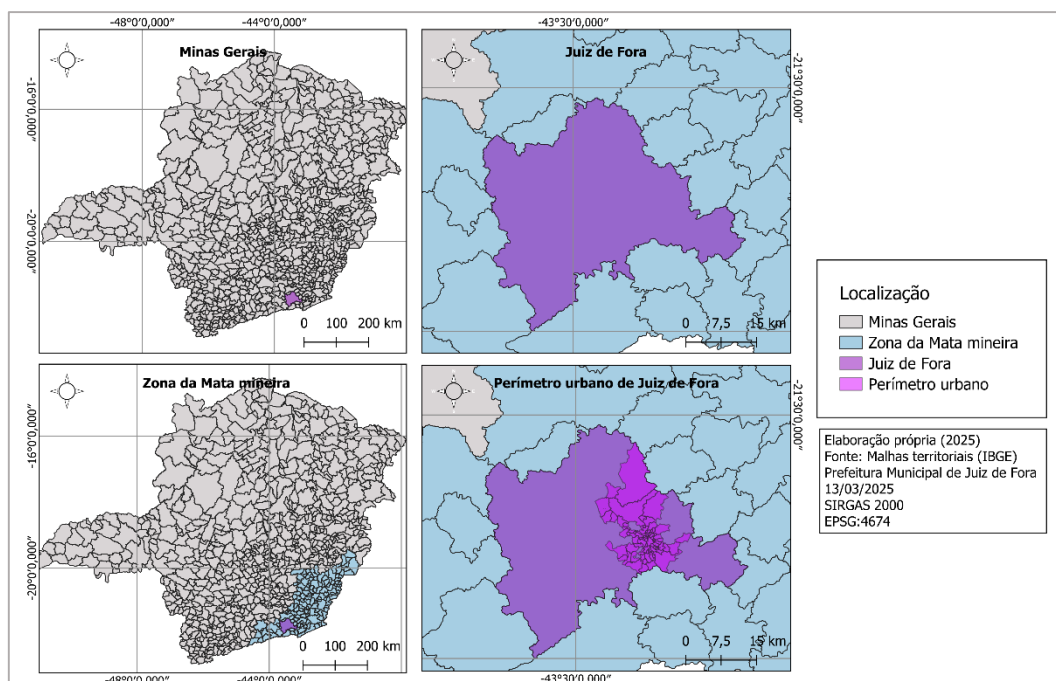 -48°0'0,000″
-44°0'0,000″
-43°30'0,000″
Minas Gerais
Juiz de Fora
-16°0'0,000″
-20°0'0,000″
-21°30'0,000″
0 100 200 km
0 7,5 15 km
Zona da Mata mineira
Perímetro urbano de Juiz de Fora
-16°0'0,000″
-20°0'0,000″
-21°30'0,000″
0 100 200 km
0 7,5 15 km
-48°0'0,000″
-44°0'0,000″
-43°30'0,000″
Localização
Minas Gerais
Zona da Mata mineira
Juiz de Fora
Perímetro urbano
Elaboração própria (2025)
Fonte: Malhas territoriais (IBGE)
Prefeitura Municipal de Juiz de Fora
13/03/2025
SIRGAS 2000
EPSG:4674